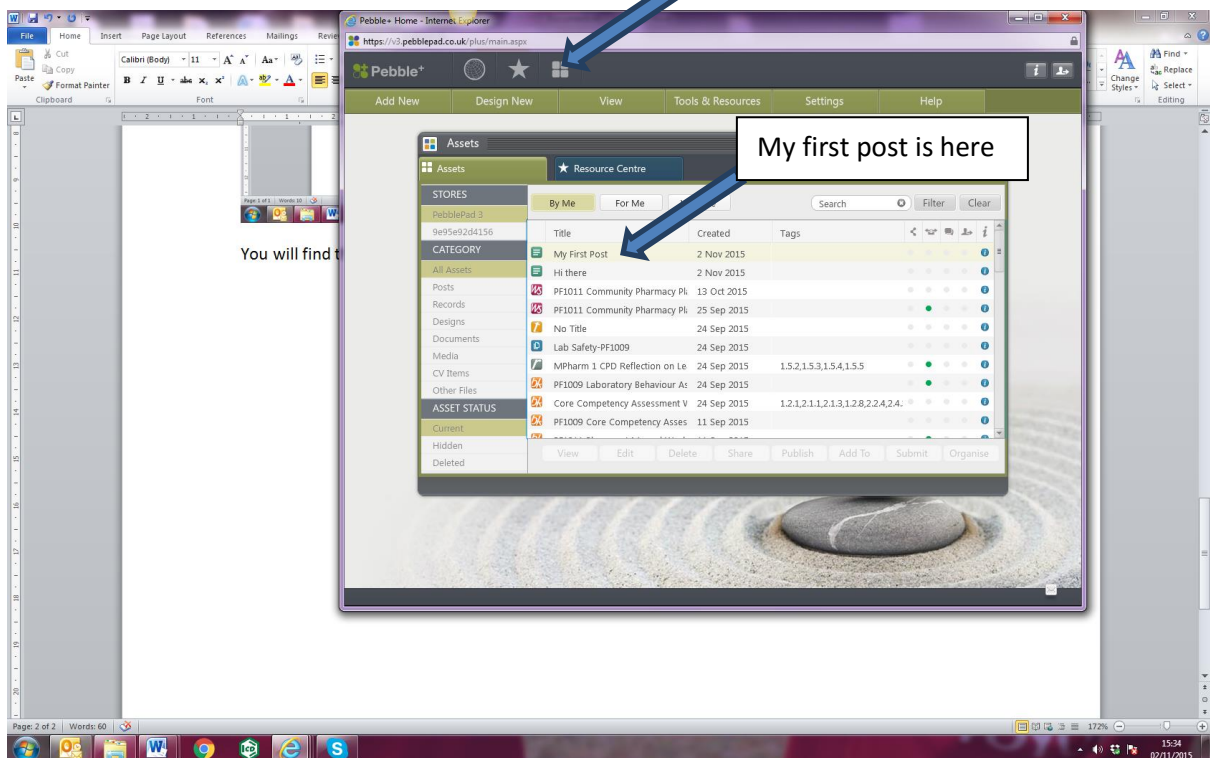 Pebble+ Home - Internet Explorer
File Home Insert Page Layout References Mailings Revie
https://v3.pebblepad.co.uk/plus/main.aspx
Cut
Copy
Format Painter
Paste
Clipboard
Calibri (Body) 11
Font
Change Styles
Find
Replace
Select
Editing
Pebble+
Add New Design New View Tools & Resources Settings Help
My first post is here
Assets
Assets Resource Centre
STORES
PebblePad 3
9e95e92d4156
CATEGORY
All Assets
Posts
Records
Designs
Documents
Media
CV Items
Other Files
ASSET STATUS
Current
Hidden
Deleted
By Me For Me Search Filter Clear
Title Created Tags
My First Post 2 Nov 2015
Hi there 2 Nov 2015
PF1011 Community Pharmacy Pl 13 Oct 2015
PF1011 Community Pharmacy Pl 25 Sep 2015
No Title 24 Sep 2015
Lab Safety-PF1009 24 Sep 2015
MPharm 1 CPD Reflection on Le 24 Sep 2015 1.5.2,1.5.3,1.5.4,1.5.5
PF1009 Laboratory Behaviour As 24 Sep 2015
Core Competency Assessment V 24 Sep 2015 1.2.1,2.1.1,2.1.3,1.2.8,2.2.4,2.4.
PF1009 Core Competency Asses 11 Sep 2015
View Edit Delete Share Publish Add To Submit Organise
Page: 1 of 1 Words: 10
You will find t
Page: 2 of 2 Words: 60
172%
15:34
02/11/2015